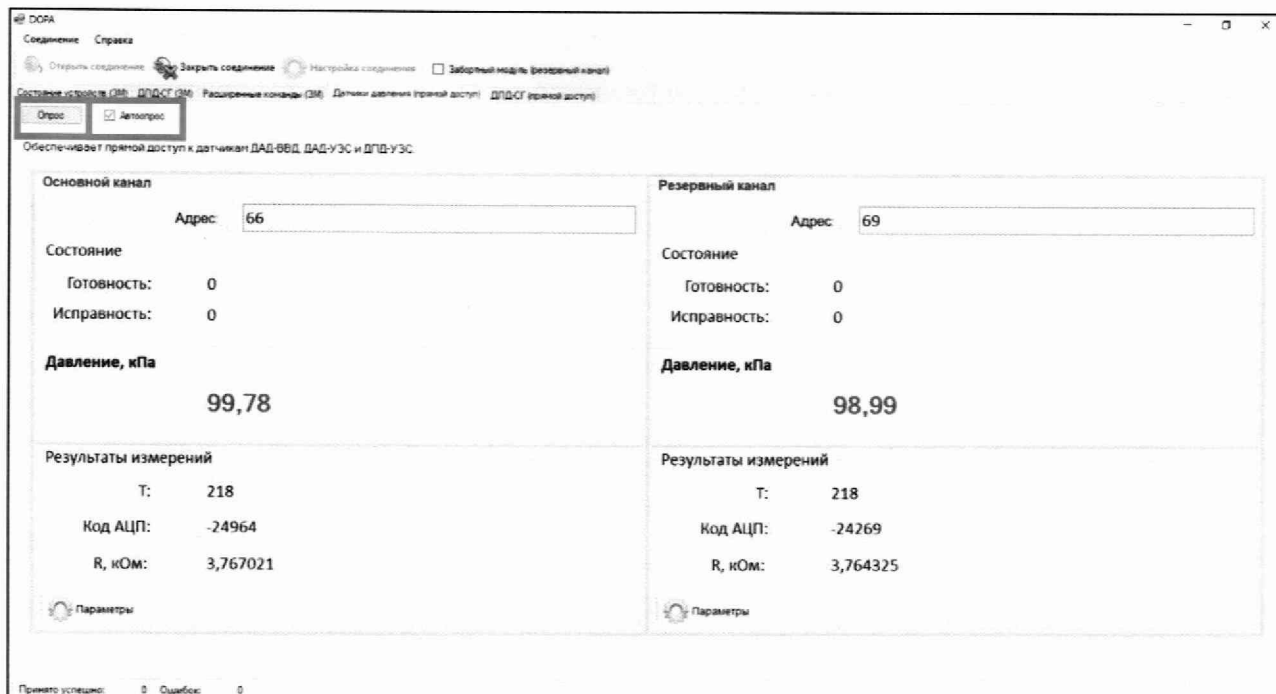 DOPA
Соединение Справка
Открыть соединение Закрыть соединение Настройка соединения Забортный модуль (резервный канал)
Состояние устройств (ЗМ) ДПД-СГ (ЗМ) Расширенные команды (ЗМ) Датчики давления (прямой доступ) ДПД-СГ (прямой доступ)
Опрос Автоопрос
Обеспечивает прямой доступ к датчикам ДАД-ВВД, ДАД-УЗС и ДПД-УЗС.
Основной канал
Адрес: 66
Состояние
Готовность: 0
Исправность: 0
Давление, кПа
99,78
Результаты измерений
Т: 218
Код АЦП: -24964
R, кОм: 3,767021
Параметры
Резервный канал
Адрес: 69
Состояние
Готовность: 0
Исправность: 0
Давление, кПа
98,99
Результаты измерений
Т: 218
Код АЦП: -24269
R, кОм: 3,764325
Параметры
Принято успешно: 0 Ошибок: 0